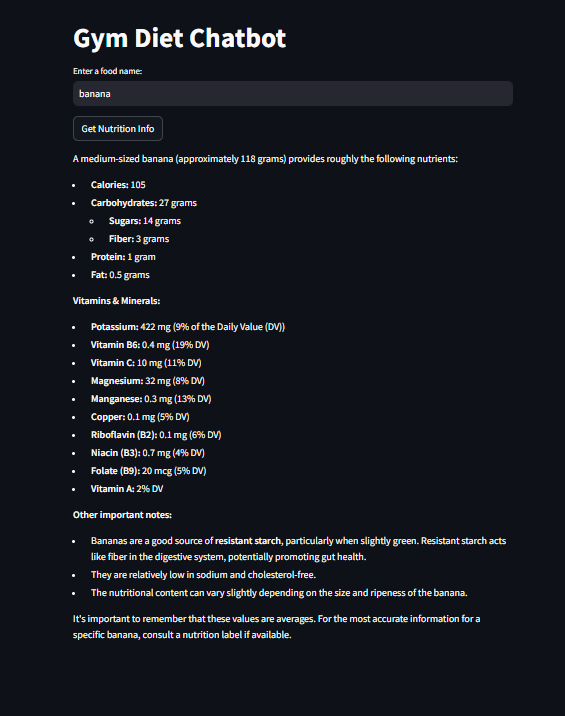 Gym Diet Chatbot
Enter a food name:
banana
Get Nutrition Info
A medium-sized banana (approximately 118 grams) provides roughly the following nutrients:
• Calories: 105
• Carbohydrates: 27 grams
◦ Sugars: 14 grams
◦ Fiber: 3 grams
• Protein: 1 gram
• Fat: 0.5 grams
Vitamins & Minerals:
• Potassium: 422 mg (9% of the Daily Value (DV))
• Vitamin B6: 0.4 mg (19% DV)
• Vitamin C: 10 mg (11% DV)
• Magnesium: 32 mg (8% DV)
• Manganese: 0.3 mg (13% DV)
• Copper: 0.1 mg (5% DV)
• Riboflavin (B2): 0.1 mg (6% DV)
• Niacin (B3): 0.7 mg (4% DV)
• Folate (B9): 20 mcg (5% DV)
• Vitamin A: 2% DV
Other important notes:
• Bananas are a good source of resistant starch, particularly when slightly green. Resistant starch acts
like fiber in the digestive system, potentially promoting gut health.
• They are relatively low in sodium and cholesterol-free.
• The nutritional content can vary slightly depending on the size and ripeness of the banana.
It's important to remember that these values are averages. For the most accurate information for a
specific banana, consult a nutrition label if available.